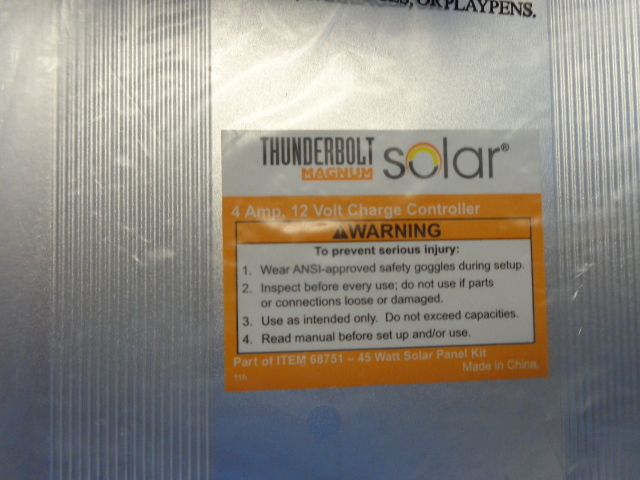 OR PLAYPENS.
THUNDERBOLT
MAGNUM
solar®
4 Amp, 12 Volt Charge Controller
⚠WARNING
To prevent serious injury:
1. Wear ANSI-approved safety goggles during setup.
2. Inspect before every use; do not use if parts
or connections loose or damaged.
3. Use as intended only. Do not exceed capacities.
4. Read manual before set up and/or use.
Part of ITEM 68751 – 45 Watt Solar Panel Kit
Made in China.
11h